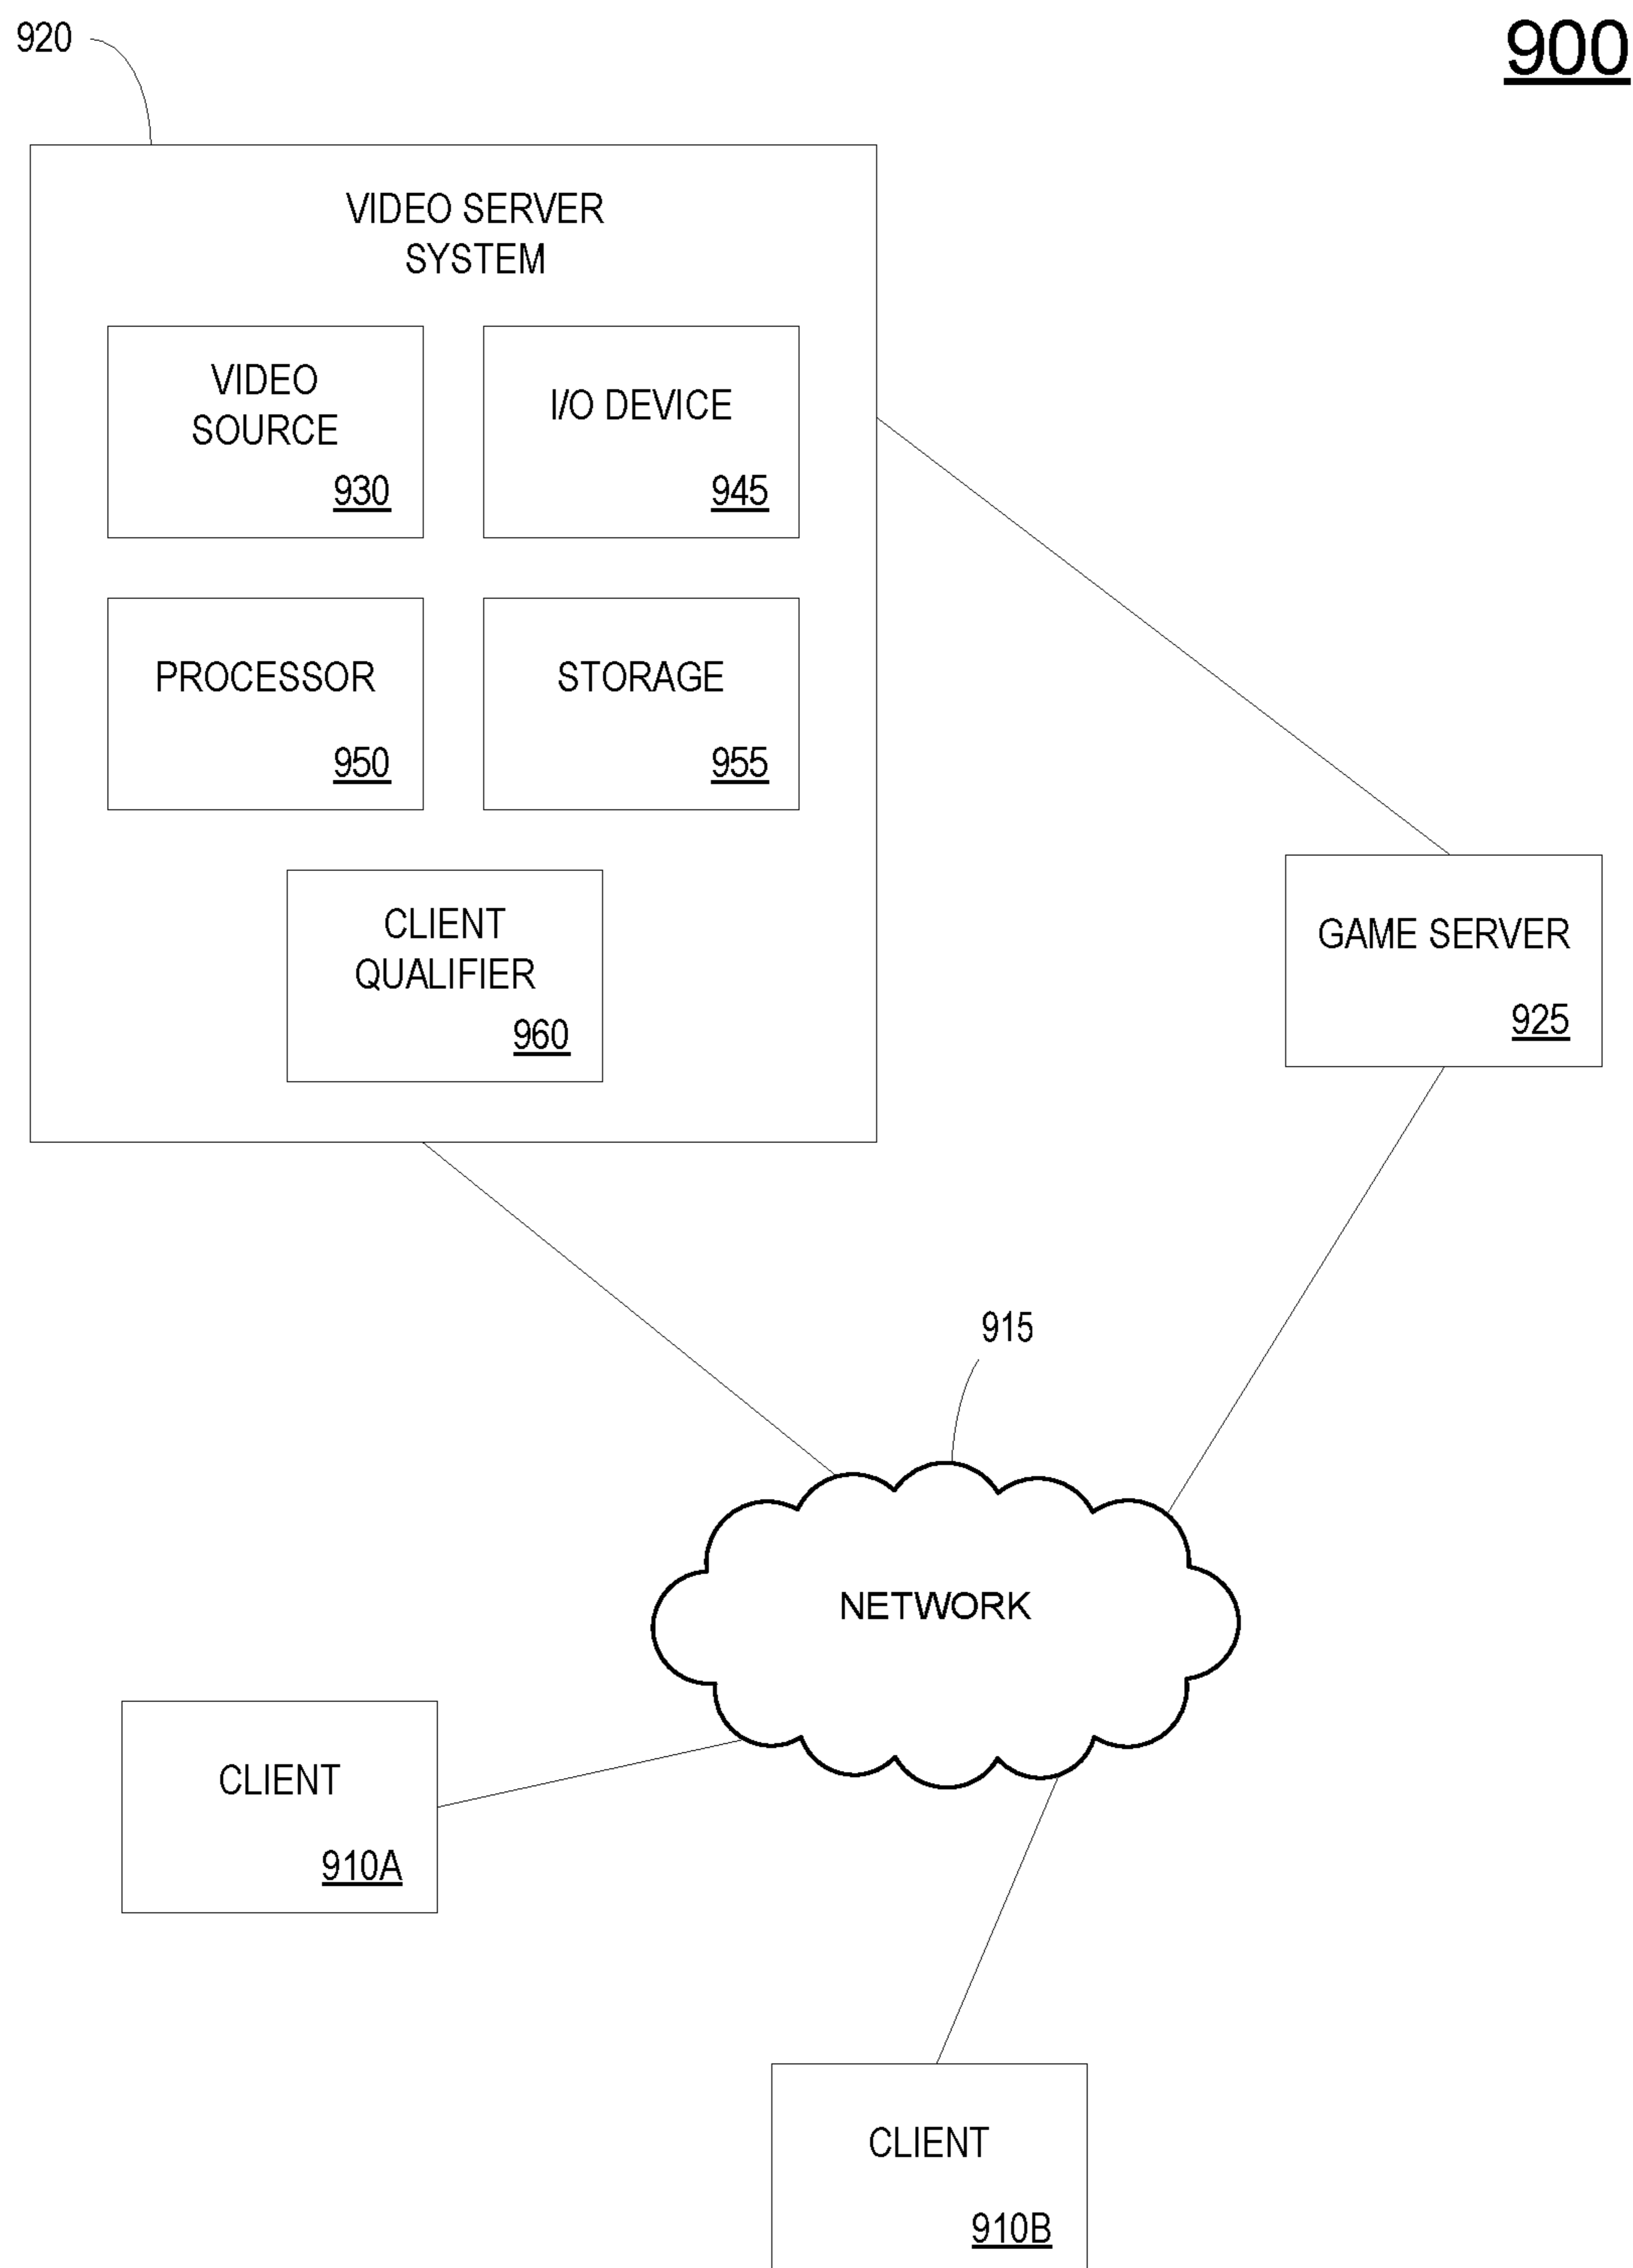 920
900
VIDEO SERVER
SYSTEM
VIDEO
SOURCE
930
I/O DEVICE
945
PROCESSOR
950
STORAGE
955
CLIENT
QUALIFIER
960
GAME SERVER
925
915
NETWORK
CLIENT
910A
CLIENT
910B